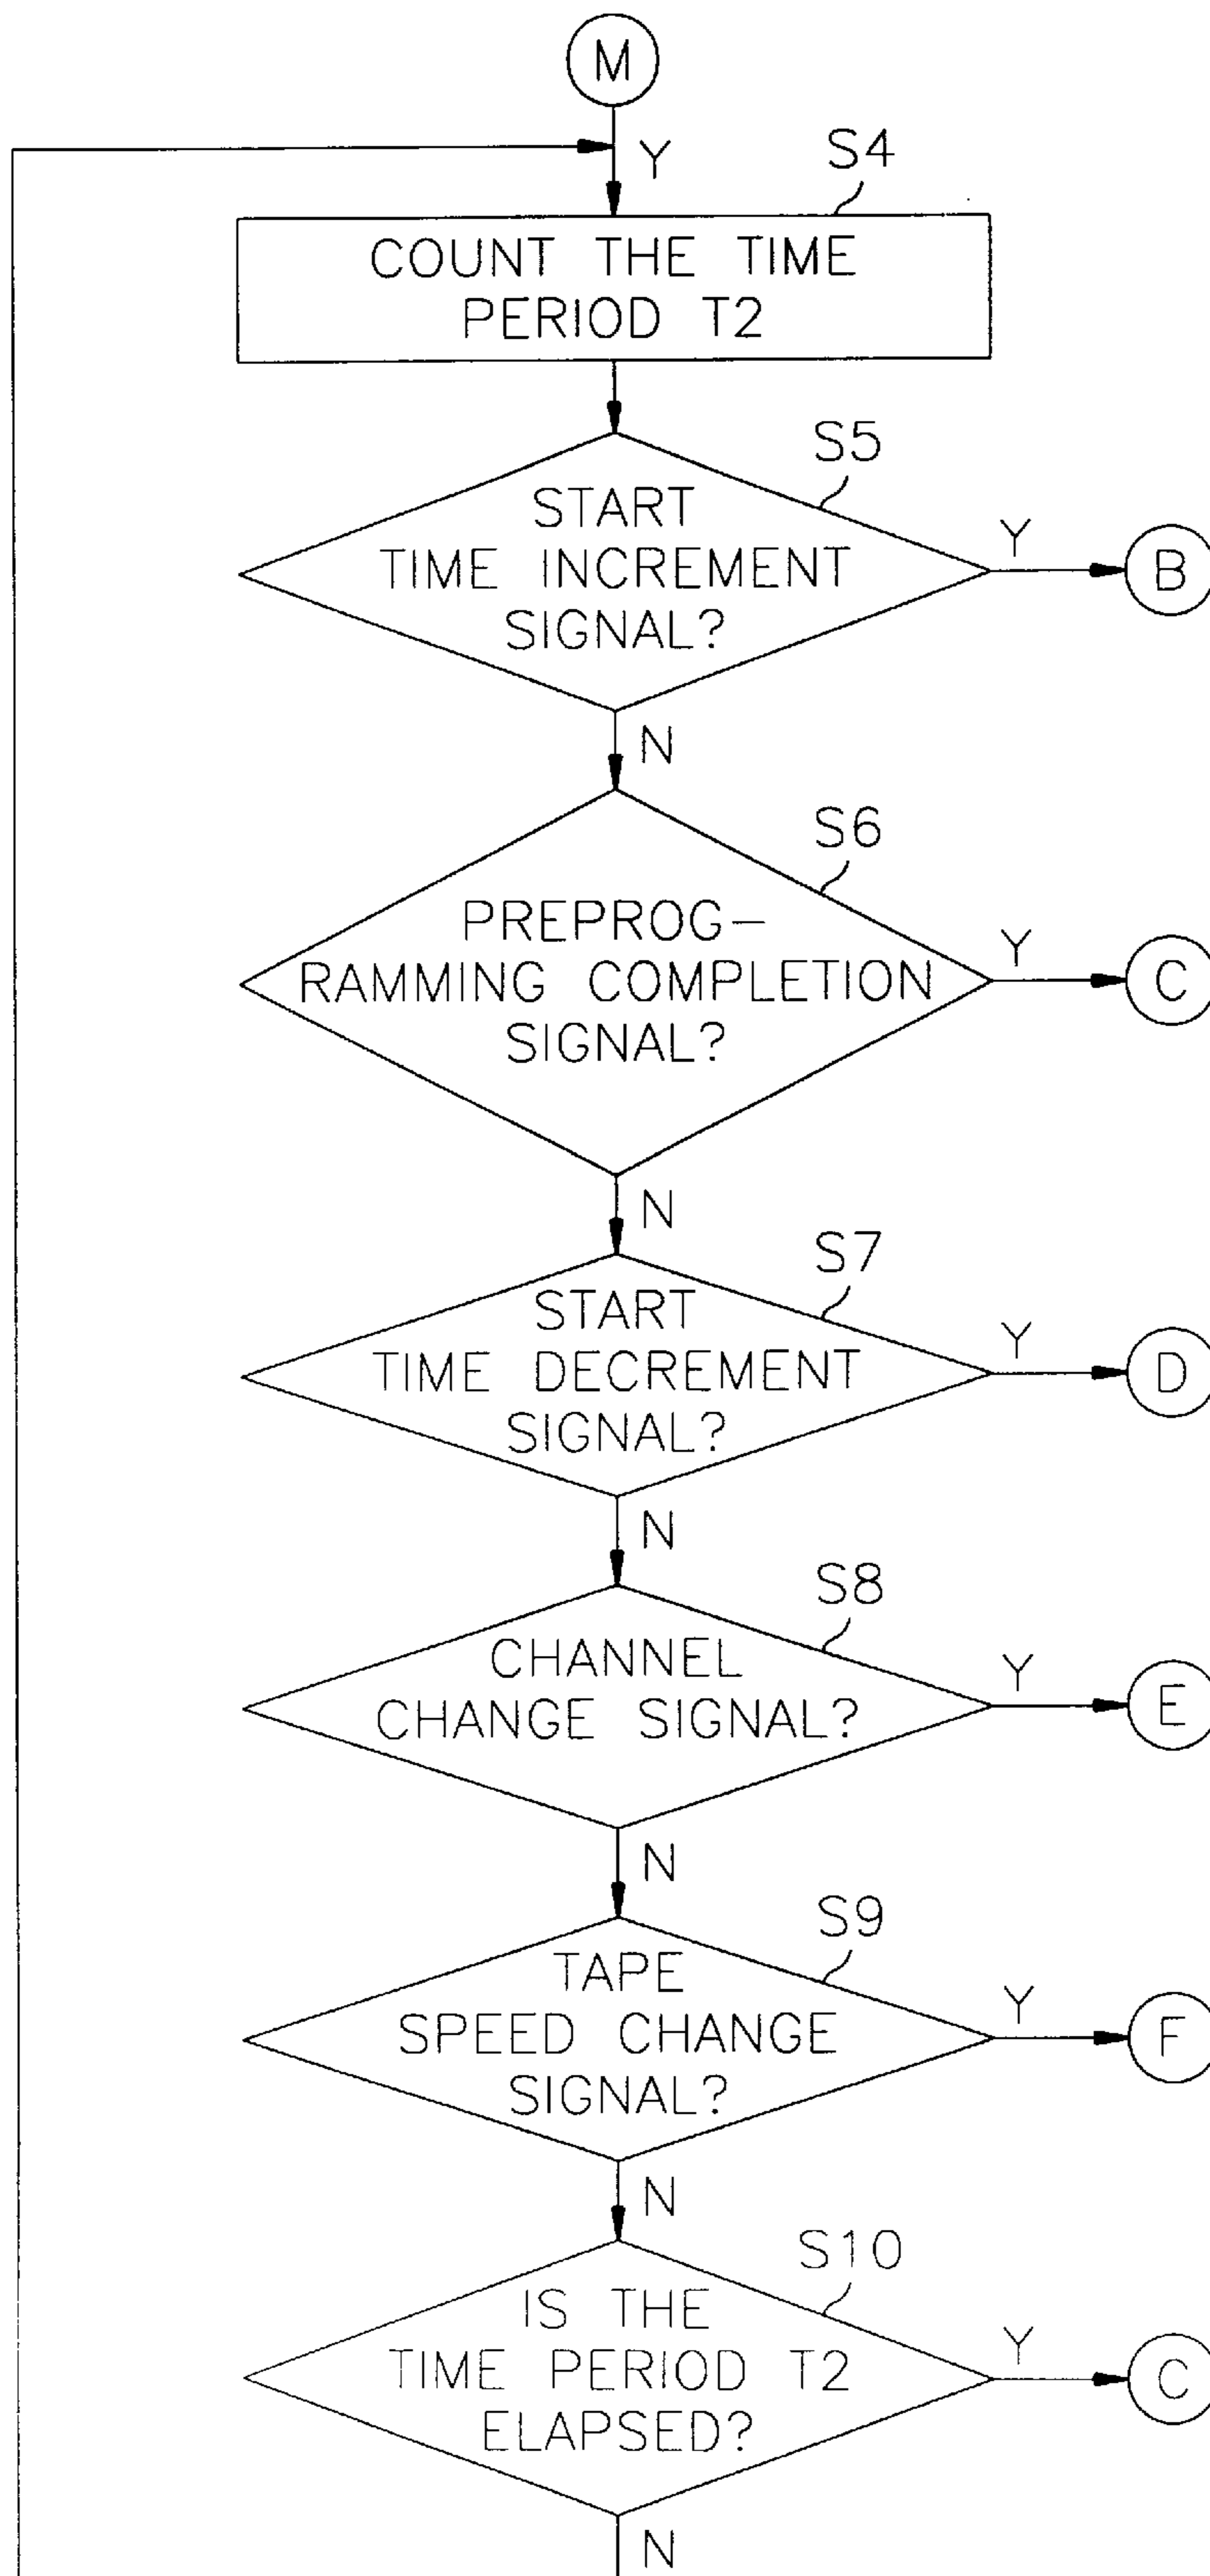 M
Y
S4
COUNT THE TIME
PERIOD T2
S5
START
TIME INCREMENT
SIGNAL?
Y
B
N
S6
PREPROG-
RAMMING COMPLETION
SIGNAL?
Y
C
N
S7
START
TIME DECREMENT
SIGNAL?
Y
D
N
S8
CHANNEL
CHANGE SIGNAL?
Y
E
N
S9
TAPE
SPEED CHANGE
SIGNAL?
Y
F
N
S10
IS THE
TIME PERIOD T2
ELAPSED?
Y
C
N